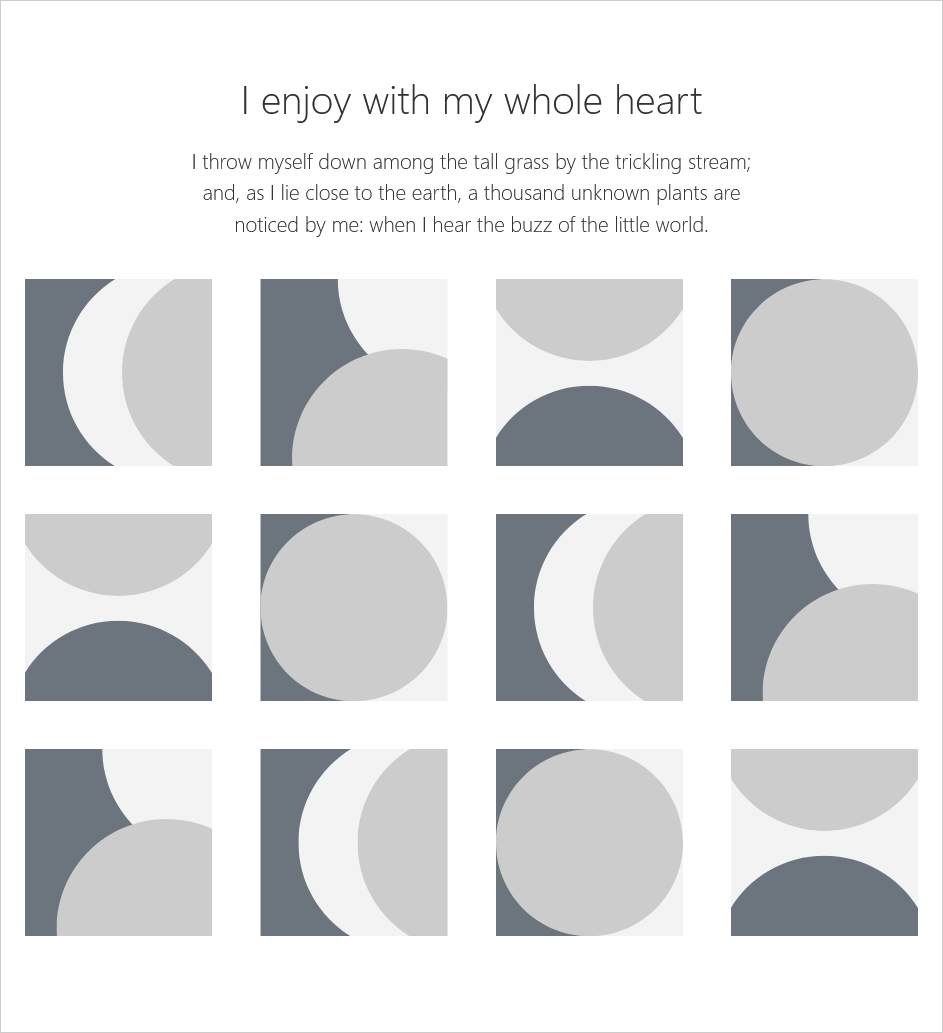 I enjoy with my whole heart
I throw myself down among the tall grass by the trickling stream;
and, as I lie close to the earth, a thousand unknown plants are
noticed by me: when I hear the buzz of the little world.